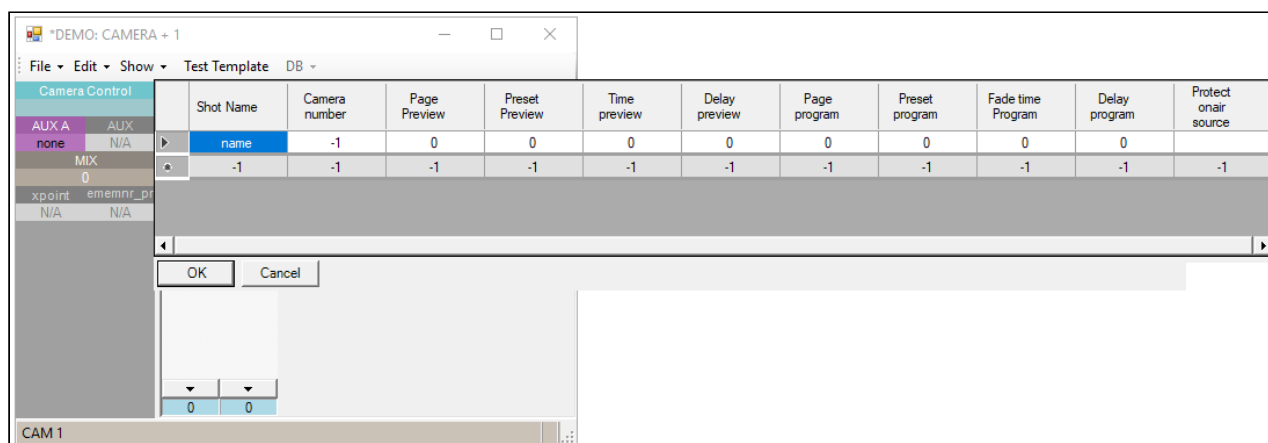 *DEMO: CAMERA + 1
File Edit Show Test Template DB
Camera Control
AUX A AUX
none N/A
MIX
0
xpoint ememnr_pr
N/A N/A
Shot Name Camera number Page Preview Preset Preview Time preview Delay preview Page program Preset program Fade time Program Delay program Protect onair source
name -1 0 0 0 0 0 0 0 0
-1 -1 -1 -1 -1 -1 -1 -1 -1 -1 -1
OK Cancel
0 0
CAM 1